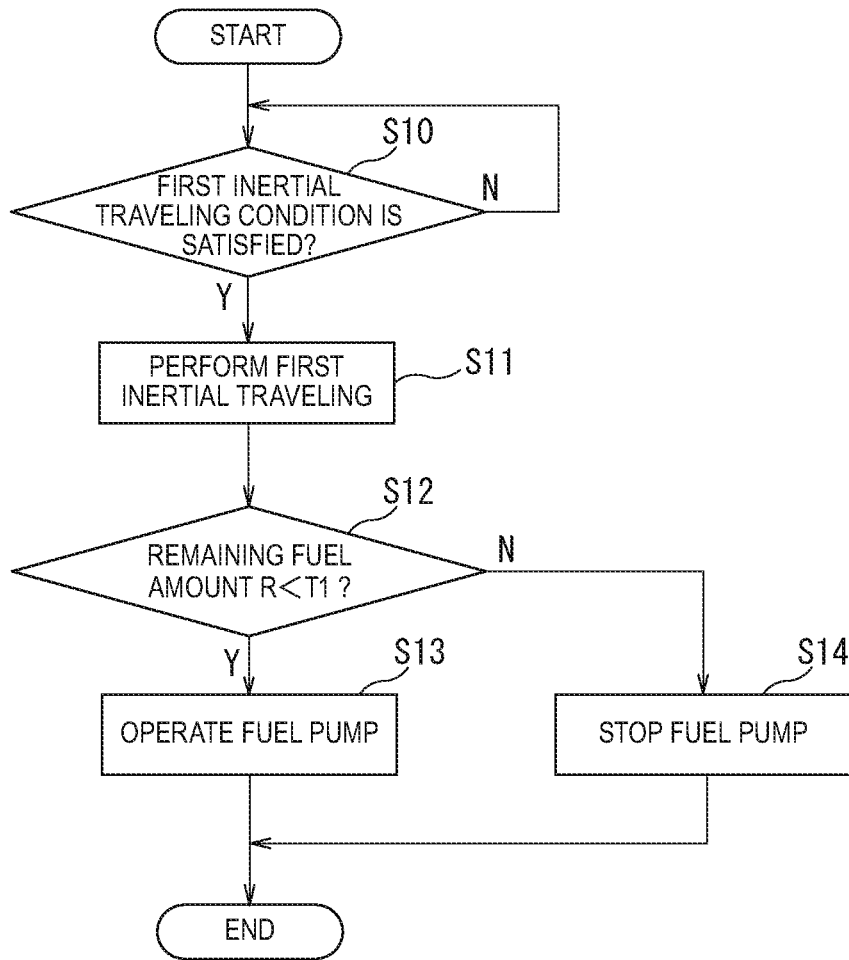 START
S10
FIRST INERTIAL
TRAVELING CONDITION IS
SATISFIED?
N
Y
PERFORM FIRST
INERTIAL TRAVELING
S11
S12
REMAINING FUEL
AMOUNT R<T1 ?
N
Y
S13
S14
OPERATE FUEL PUMP
STOP FUEL PUMP
END